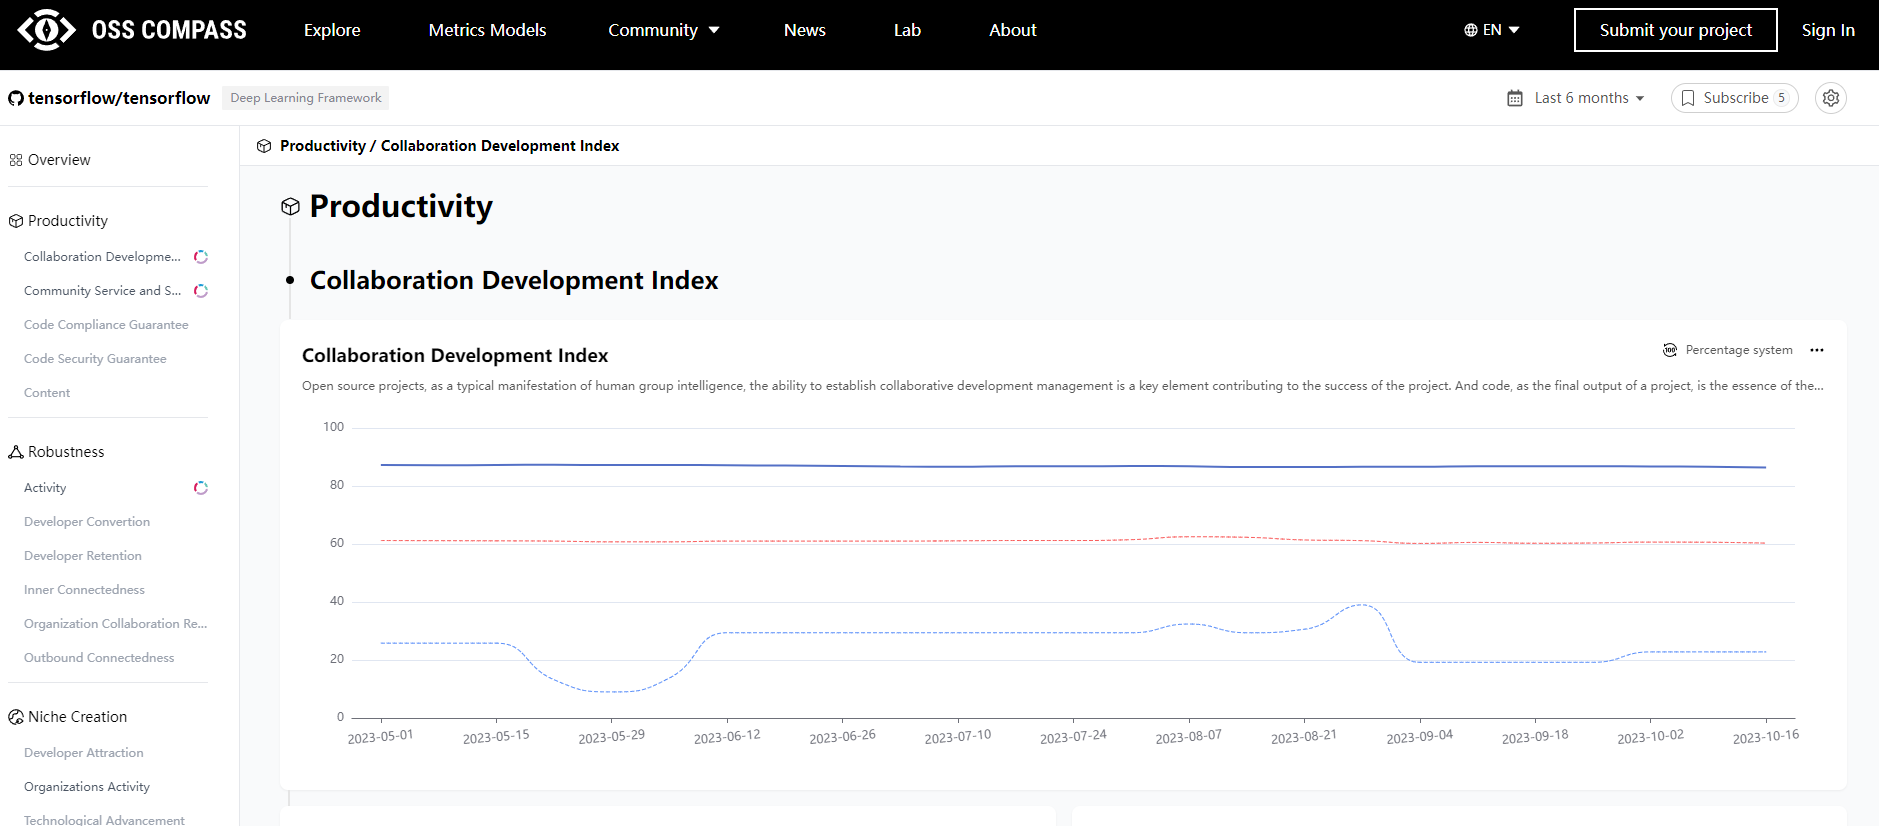 OSS COMPASS Explore Metrics Models Community News Lab About EN Submit your project Sign In
tensorflow/tensorflow Deep Learning Framework Last 6 months Subscribe 5
Overview
Productivity
Collaboration Developme...
Community Service and S...
Code Compliance Guarantee
Code Security Guarantee
Content
Robustness
Activity
Developer Convertion
Developer Retention
Inner Connectedness
Organization Collaboration Re...
Outbound Connectedness
Niche Creation
Developer Attraction
Organizations Activity
Technological Advancement
Productivity / Collaboration Development Index
Productivity
Collaboration Development Index
Collaboration Development Index
100 Percentage system ...
Open source projects, as a typical manifestation of human group intelligence, the ability to establish collaborative development management is a key element contributing to the success of the project. And code, as the final output of a project, is the essence of the...
100
80
60
40
20
0
2023-05-01 2023-05-15 2023-05-29 2023-06-12 2023-06-26 2023-07-10 2023-07-24 2023-08-07 2023-08-21 2023-09-04 2023-09-18 2023-10-02 2023-10-16